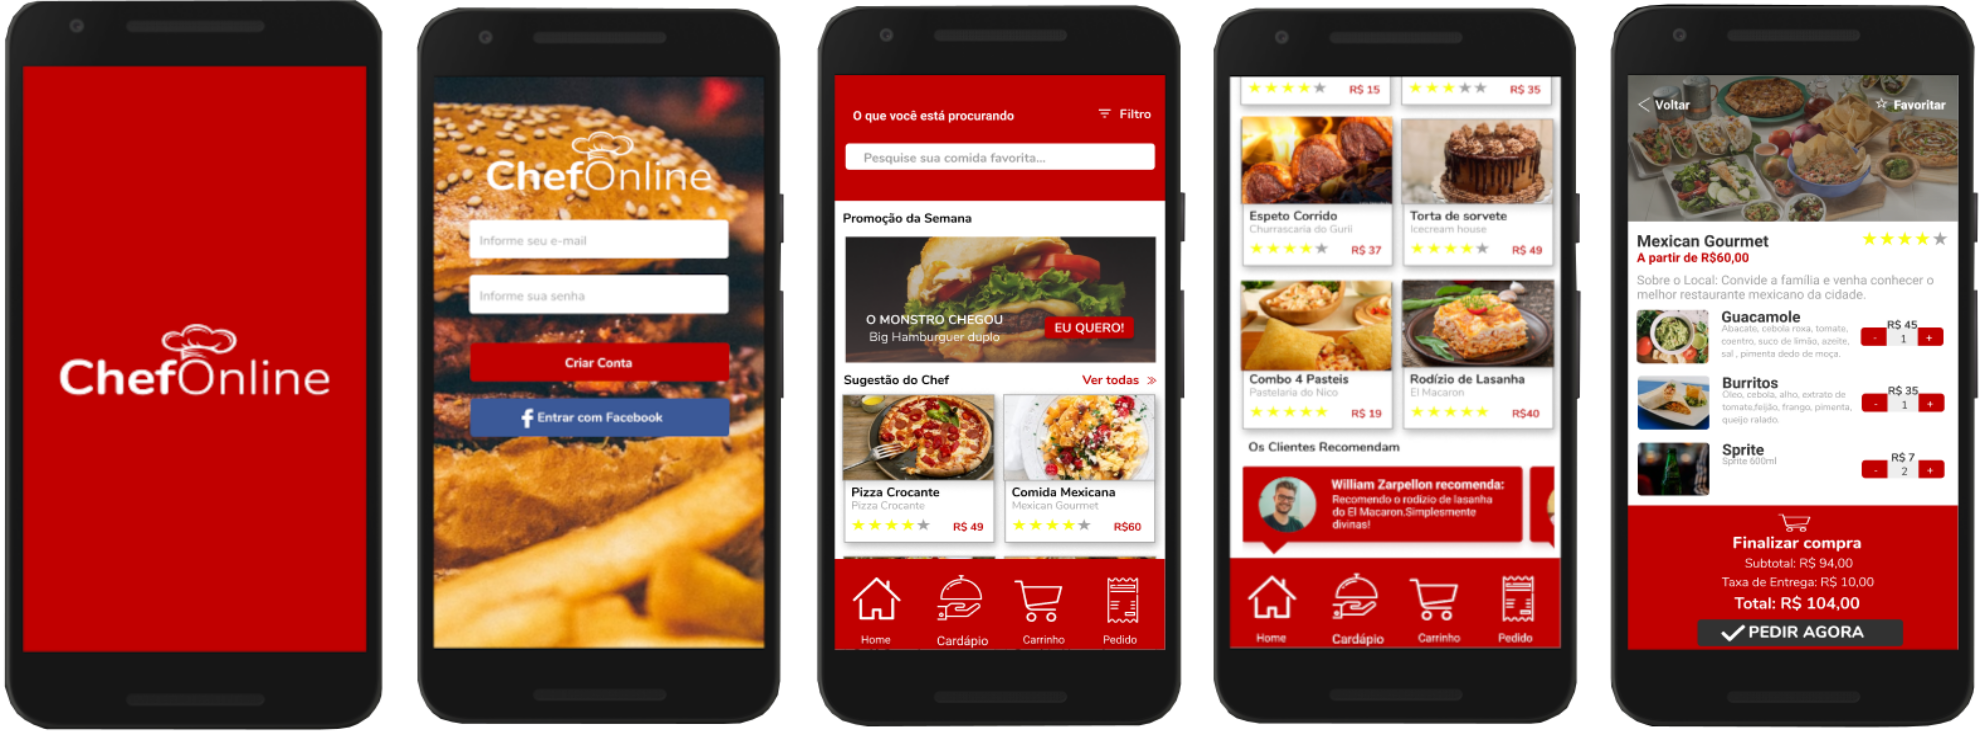 ChefOnline
ChefOnline
Informe seu e-mail
Informe sua senha
Criar Conta
f Entrar com Facebook
O que você está procurando
Filtro
Pesquise sua comida favorita...
Promoção da Semana
O MONSTRO CHEGOU
Big Hamburguer duplo
EU QUERO!
Sugestão do Chef
Ver todas
Pizza Crocante
Pizza Crocante
R$ 49
Comida Mexicana
Mexican Gourmet
R$60
Home
Cardápio
Carrinho
Pedido
R$ 15
R$ 35
Espeto Corrido
Churrascaria do Gurii
R$ 37
Torta de sorvete
Icecream house
R$ 49
Combo 4 Pasteis
Pastelaria do Nico
R$ 19
Rodízio de Lasanha
El Macaron
R$40
Os Clientes Recomendam
William Zarpellon recomenda:
Recomendo o rodízio de lasanha
do El Macaron.Simplesmente
divinas!
Home
Cardápio
Carrinho
Pedido
Voltar
Favoritar
Mexican Gourmet
A partir de R$60,00
Sobre o Local: Convide a família e venha conhecer o
melhor restaurante mexicano da cidade.
Guacamole
Abacate, cebola roxa, tomate,
coentro, suco de limão, azeite,
sal , pimenta dedo de moça.
R$ 45
- 1 +
Burritos
Óleo, cebola, alho, extrato de
tomate,feijão, frango, pimenta,
queijo ralado.
R$ 35
- 1 +
Sprite
Sprite 600ml
R$ 7
- 2 +
Finalizar compra
Subtotal: R$ 94,00
Taxa de Entrega: R$ 10,00
Total: R$ 104,00
PEDIR AGORA